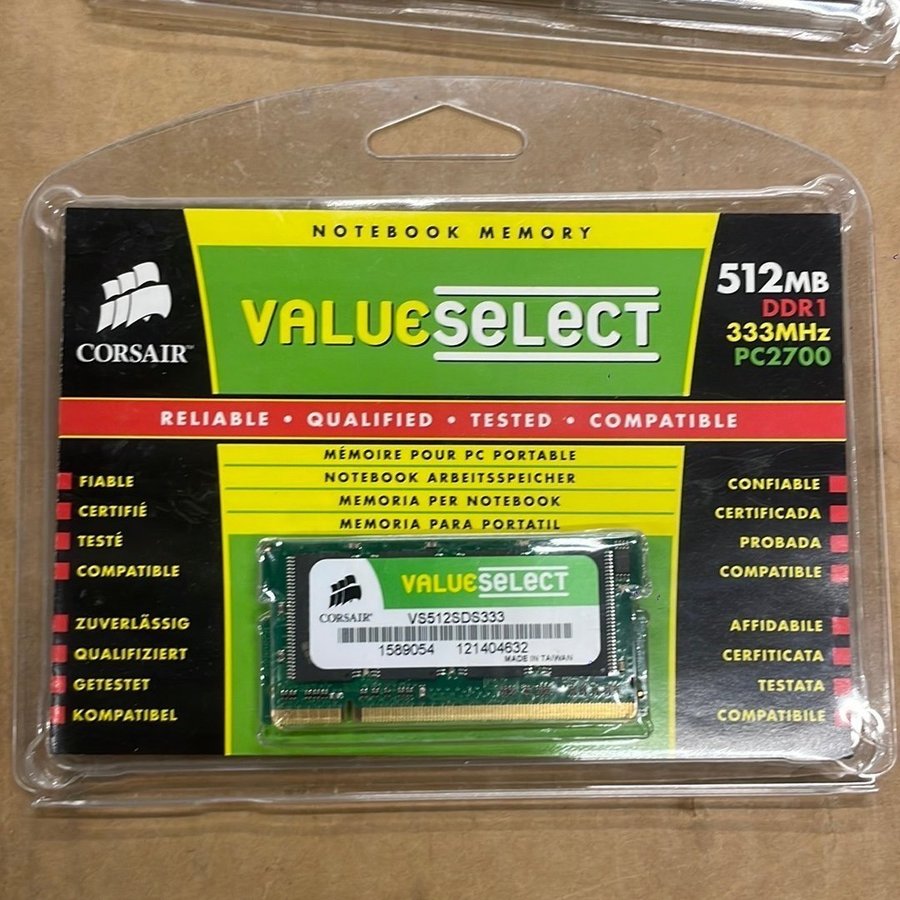 NOTEBOOK MEMORY
CORSAIR™
VALUESELECT
512MB
DDR1
333MHz
PC2700
RELIABLE • QUALIFIED • TESTED • COMPATIBLE
MÉMOIRE POUR PC PORTABLE
NOTEBOOK ARBEITSSPEICHER
MEMORIA PER NOTEBOOK
MEMORIA PARA PORTATIL
FIABLE
CERTIFIÉ
TESTÉ
COMPATIBLE
ZUVERLÄSSIG
QUALIFIZIERT
GETESTET
KOMPATIBEL
CONFIABLE
CERTIFICADA
PROBADA
COMPATIBLE
AFFIDABILE
CERFITICATA
TESTATA
COMPATIBILE
CORSAIR
VALUESELECT
VS512SDS333
1589054 121404632
MADE IN TAIWAN